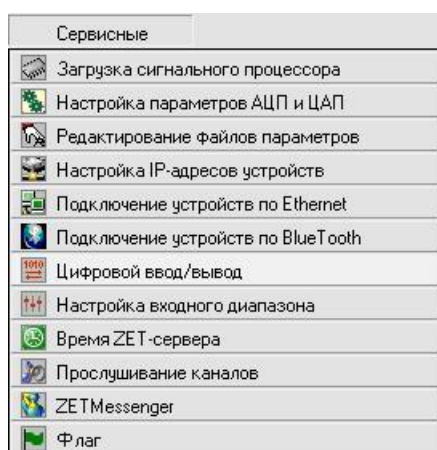 Сервисные
Загрузка сигнального процессора
Настройка параметров АЦП и ЦАП
Редактирование файлов параметров
Настройка IP-адресов устройств
Подключение устройств по Ethernet
Подключение устройств по BlueTooth
1010
Цифровой ввод/вывод
Настройка входного диапазона
Время ZET-сервера
Прослушивание каналов
ZETMessenger
Флаг